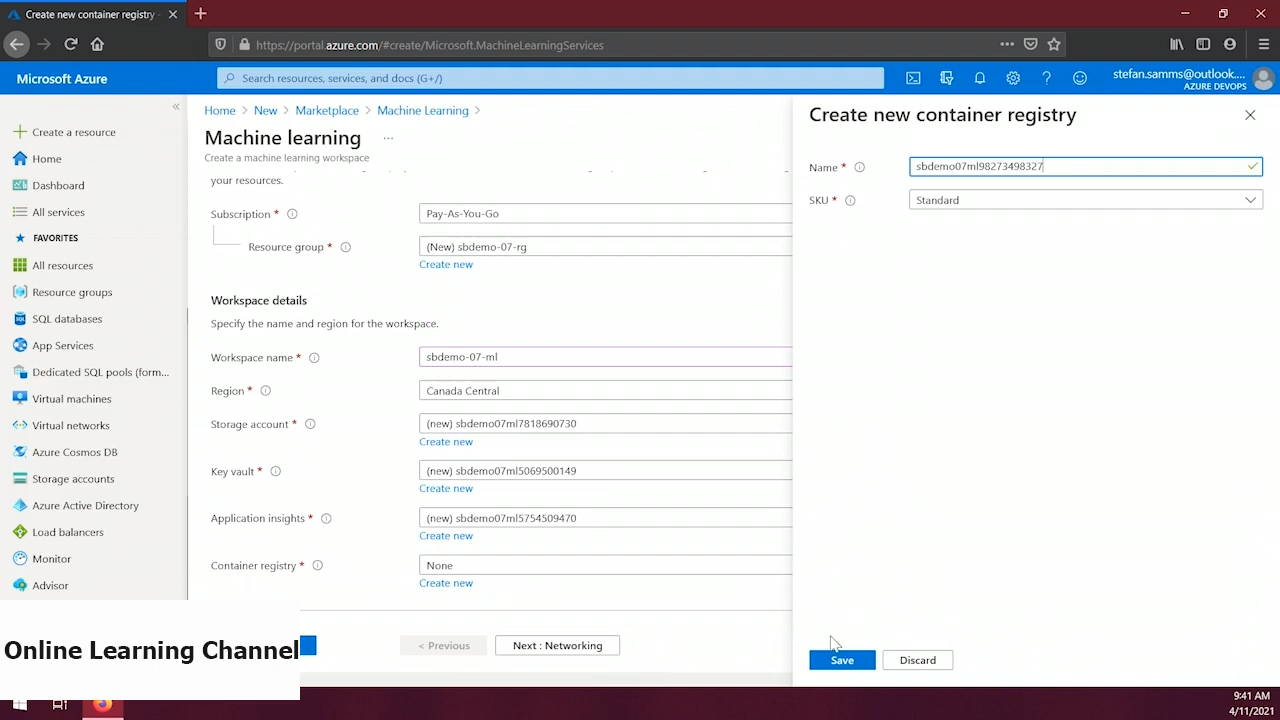 Create new container registry
https://portal.azure.com/#create/Microsoft.MachineLearningServices
Microsoft Azure
Search resources, services, and docs (G+/)
stefan.samms@outlook....
AZURE DEVOPS
Create a resource
Home
Dashboard
All services
FAVORITES
All resources
Resource groups
SQL databases
App Services
Dedicated SQL pools (form...
Virtual machines
Virtual networks
Azure Cosmos DB
Storage accounts
Azure Active Directory
Load balancers
Monitor
Advisor
Home > New > Marketplace > Machine Learning >
Machine learning ...
Create a machine learning workspace
your resources.
Subscription *
Pay-As-You-Go
Resource group *
(New) sbdemo-07-rg
Create new
Workspace details
Specify the name and region for the workspace.
Workspace name *
sbdemo-07-ml
Region *
Canada Central
Storage account *
(new) sbdemo07ml7818690730
Create new
Key vault *
(new) sbdemo07ml5069500149
Create new
Application insights *
(new) sbdemo07ml5754509470
Create new
Container registry *
None
Create new
< Previous
Next : Networking
Create new container registry
Name *
sbdemo07ml98273498327
SKU *
Standard
Save
Discard
Online Learning Channel
9:41 AM
4/11/2021